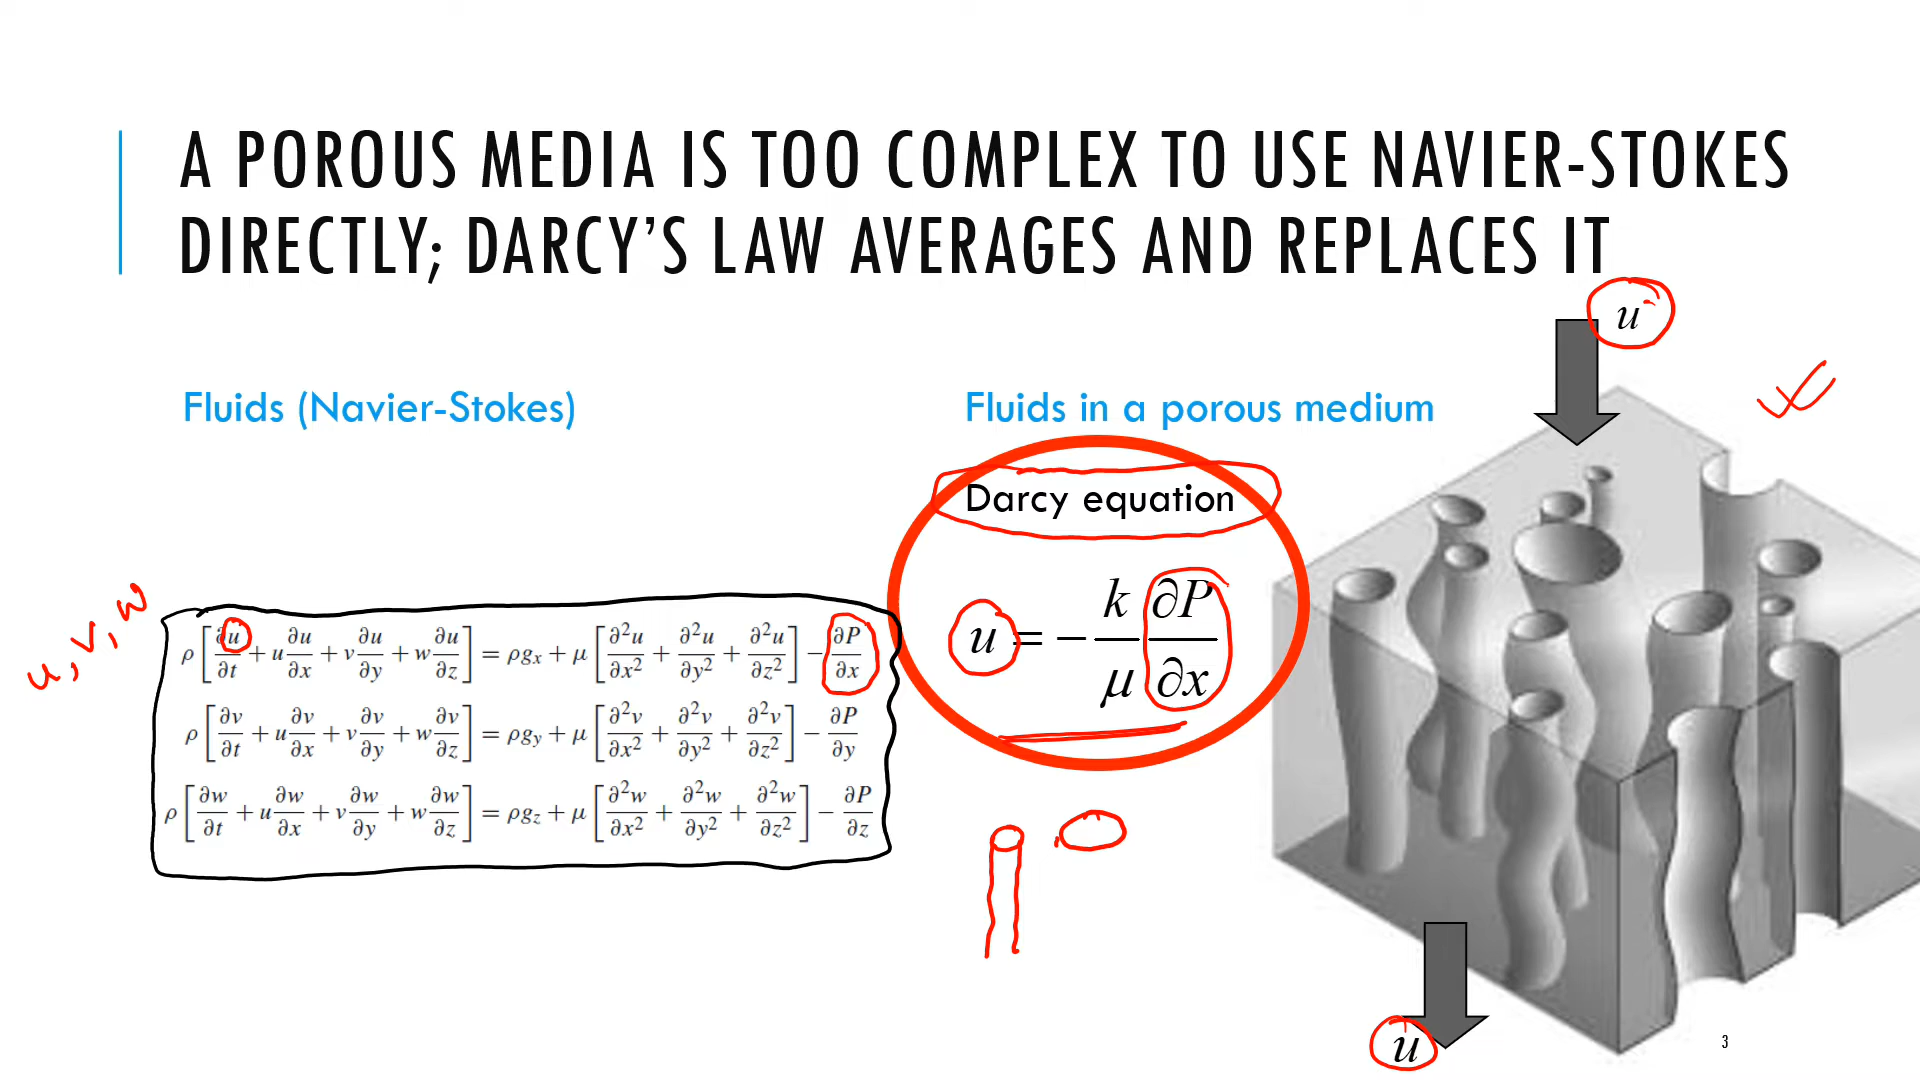 A POROUS MEDIA IS TOO COMPLEX TO USE NAVIER-STOKES
DIRECTLY; DARCY’S LAW AVERAGES AND REPLACES IT
Fluids (Navier-Stokes)
u, v, w
ρ[∂u/∂t + u ∂u/∂x + v ∂u/∂y + w ∂u/∂z] = ρgₓ + μ[∂²u/∂x² + ∂²u/∂y² + ∂²u/∂z²] − ∂P/∂x
ρ[∂v/∂t + u ∂v/∂x + v ∂v/∂y + w ∂v/∂z] = ρg_y + μ[∂²v/∂x² + ∂²v/∂y² + ∂²v/∂z²] − ∂P/∂y
ρ[∂w/∂t + u ∂w/∂x + v ∂w/∂y + w ∂w/∂z] = ρg_z + μ[∂²w/∂x² + ∂²w/∂y² + ∂²w/∂z²] − ∂P/∂z
Fluids in a porous medium
Darcy equation
u = − k/μ ∂P/∂x
u
u
3